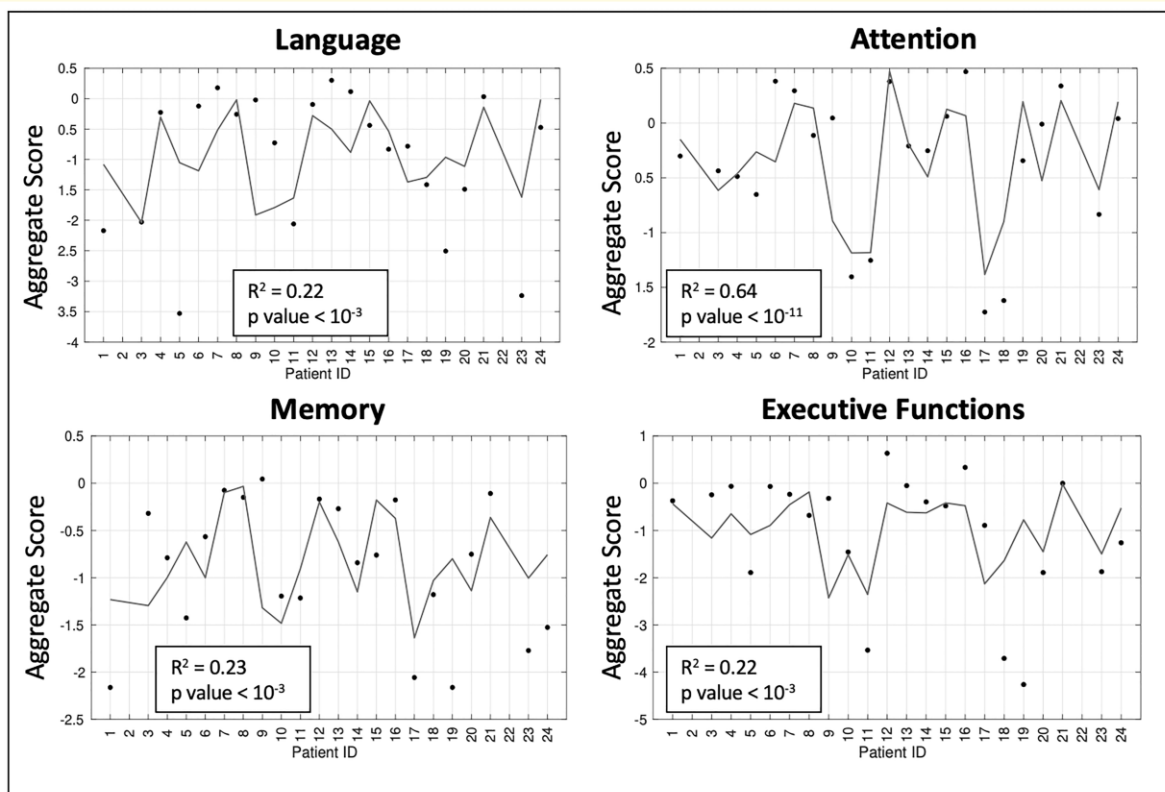 Language
Aggregate Score
0.5
0
0.5
-1
1.5
-2
2.5
-3
3.5
-4
R² = 0.22
p value < 10⁻³
1 2 3 4 5 6 7 8 9 10 11 12 13 14 15 16 17 18 19 20 21 23 24
Patient ID
Attention
Aggregate Score
0.5
0
0.5
-1
1.5
-2
R² = 0.64
p value < 10⁻¹¹
1 2 3 4 5 6 7 8 9 10 11 12 13 14 15 16 17 18 19 20 21 23 24
Patient ID
Memory
Aggregate Score
0.5
0
-0.5
-1
-1.5
-2
-2.5
R² = 0.23
p value < 10⁻³
1 2 3 4 5 6 7 8 9 10 11 12 13 14 15 16 17 18 19 20 21 23 24
Patient ID
Executive Functions
Aggregate Score
1
0
-1
-2
-3
-4
-5
R² = 0.22
p value < 10⁻³
1 2 3 4 5 6 7 8 9 10 11 12 13 14 15 16 17 18 19 20 21 23 24
Patient ID